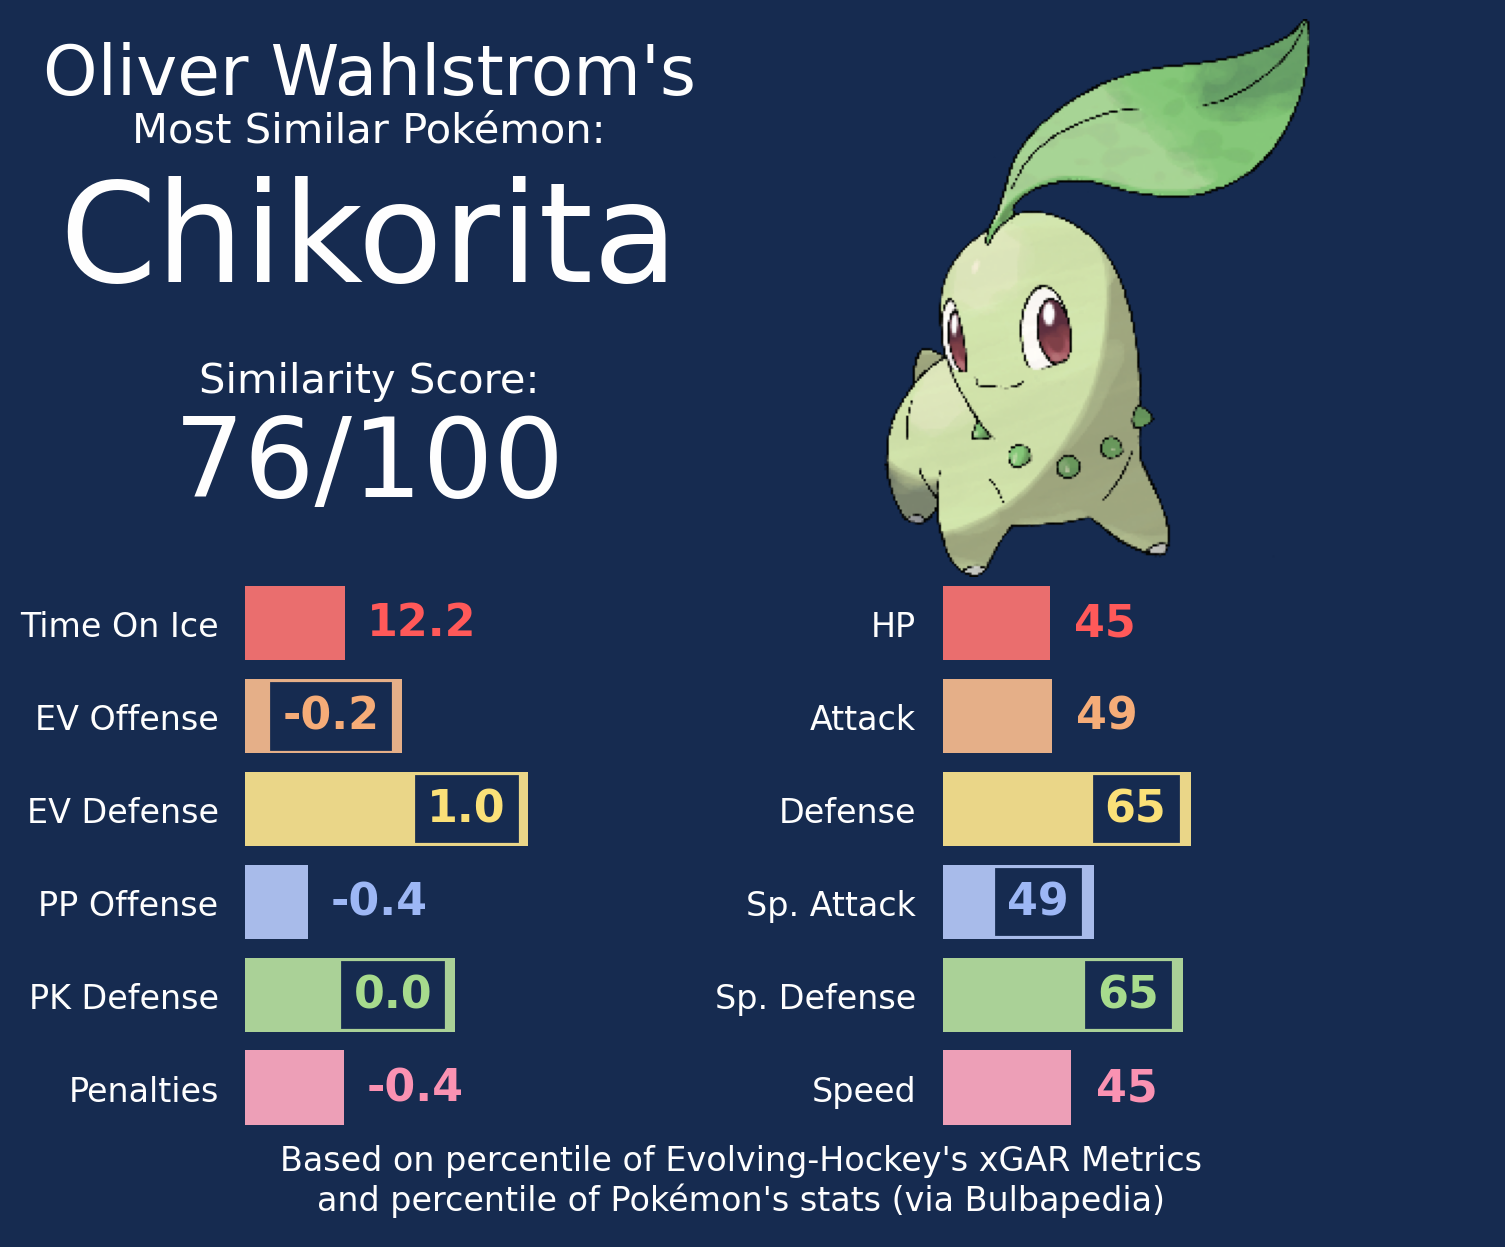 Oliver Wahlstrom's
Most Similar Pokémon:
Chikorita
Similarity Score:
76/100
Time On Ice 12.2
EV Offense -0.2
EV Defense 1.0
PP Offense -0.4
PK Defense 0.0
Penalties -0.4
HP 45
Attack 49
Defense 65
Sp. Attack 49
Sp. Defense 65
Speed 45
Based on percentile of Evolving-Hockey's xGAR Metrics
and percentile of Pokémon's stats (via Bulbapedia)